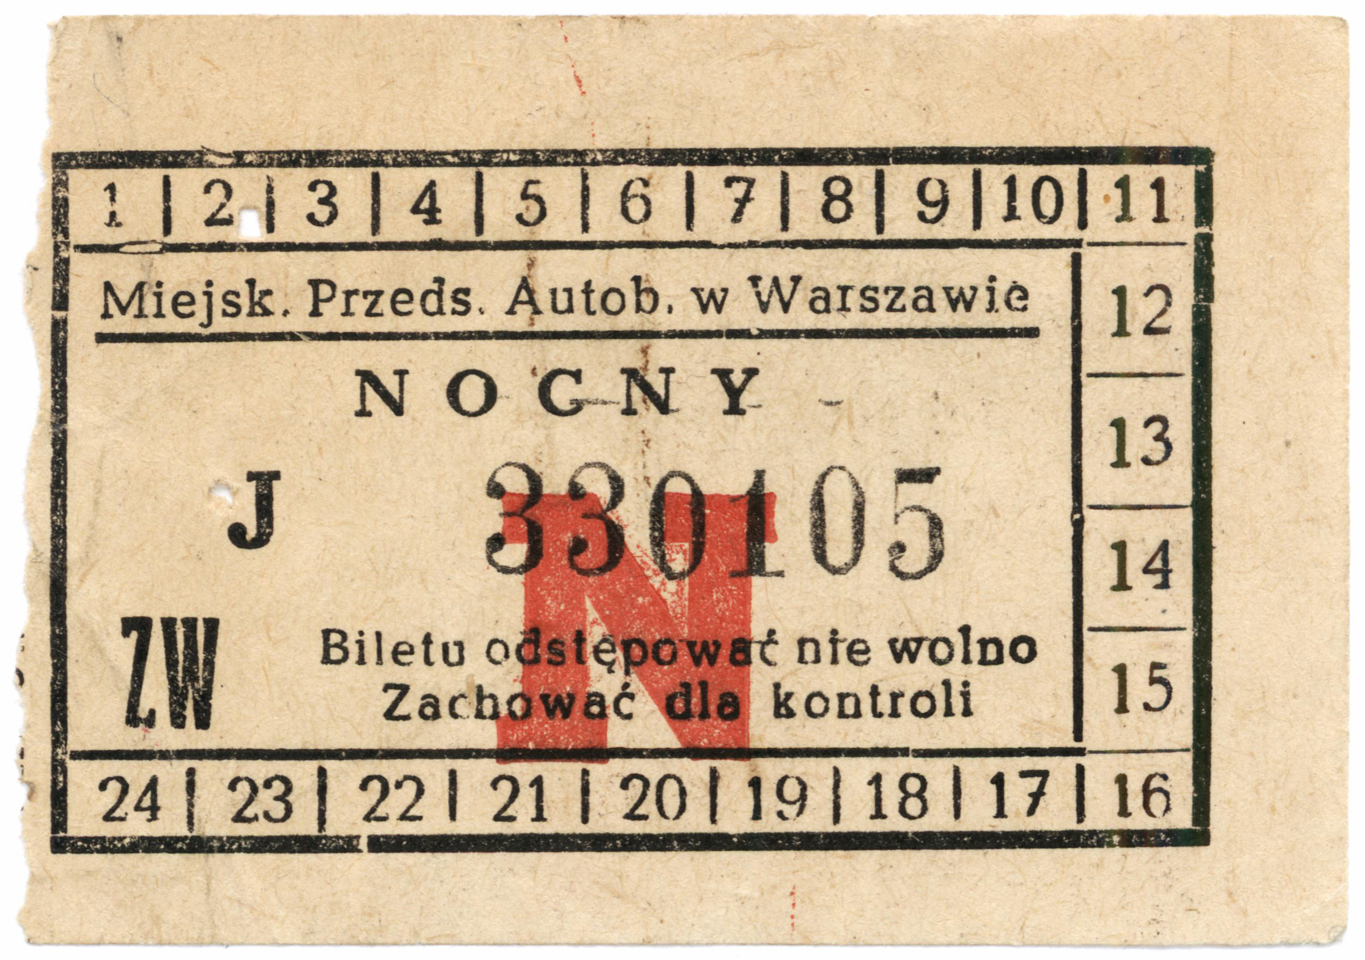 1 | 2 | 3 | 4 | 5 | 6 | 7 | 8 | 9 | 10 | 11
Miejsk. Przeds. Autob. w Warszawie
12
NOCNY
13
J 330105
N
14
ZW
Biletu odstępować nie wolno
Zachować dla kontroli
15
24 | 23 | 22 | 21 | 20 | 19 | 18 | 17 | 16